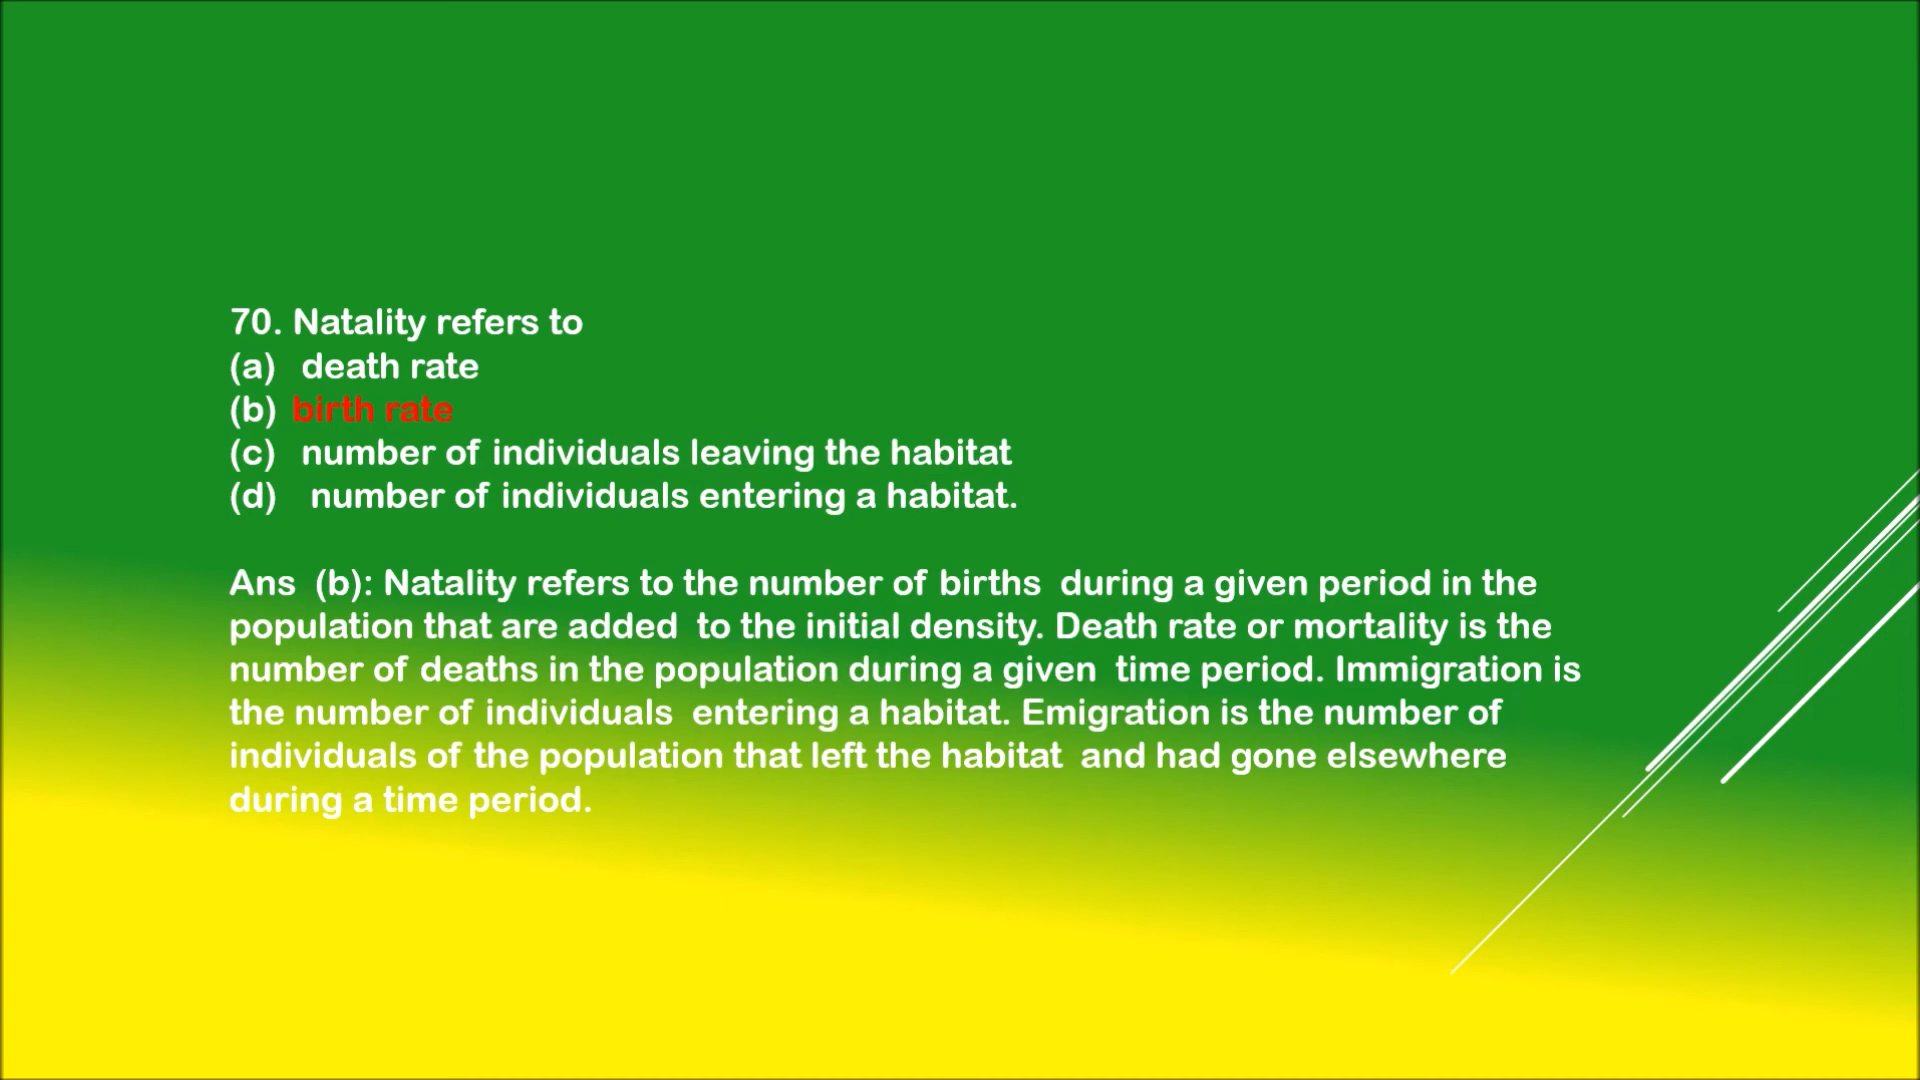 70. Natality refers to
(a) death rate
(b) birth rate
(c) number of individuals leaving the habitat
(d) number of individuals entering a habitat.
Ans (b): Natality refers to the number of births during a given period in the
population that are added to the initial density. Death rate or mortality is the
number of deaths in the population during a given time period. Immigration is
the number of individuals entering a habitat. Emigration is the number of
individuals of the population that left the habitat and had gone elsewhere
during a time period.